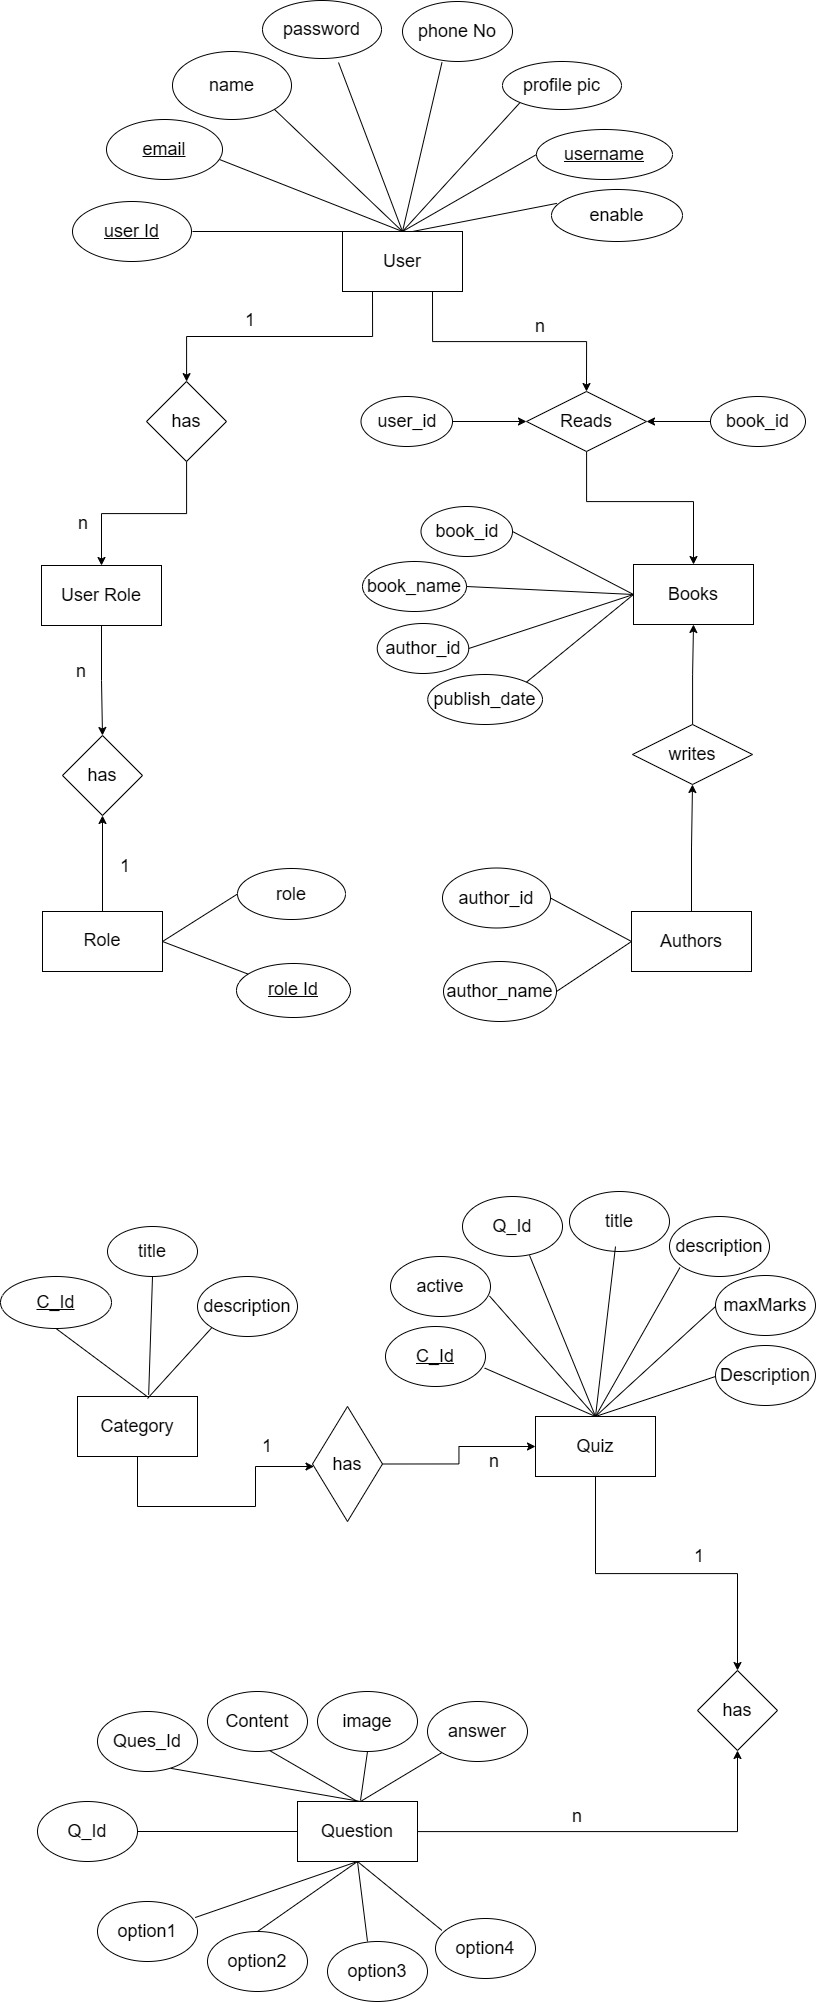 password
phone No
name
profile pic
email
username
user Id
enable
User
1
n
has
user_id
Reads
book_id
n
book_id
book_name
User Role
Books
author_id
n
publish_date
has
writes
1
role
author_id
Role
Authors
role Id
author_name
Q_Id
title
title
description
C_Id
description
active
maxMarks
C_Id
Description
Category
1
has
n
Quiz
1
Ques_Id
Content
image
answer
has
Q_Id
Question
n
option1
option2
option3
option4